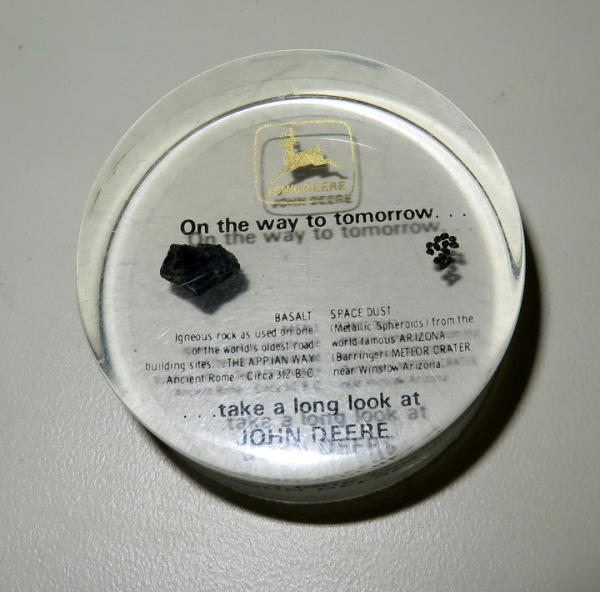 JOHN DEERE
On the way to tomorrow. . .
BASALT
Igneous rock as used on one
of the world's oldest road
building sites. . .THE APPIAN WAY
Ancient Rome - Circa 312 B.C.
SPACE DUST
(Metallic Spheroids) from the
world-famous ARIZONA
(Barringer) METEOR CRATER
near Winslow Arizona.
. . .take a long look at
JOHN DEERE